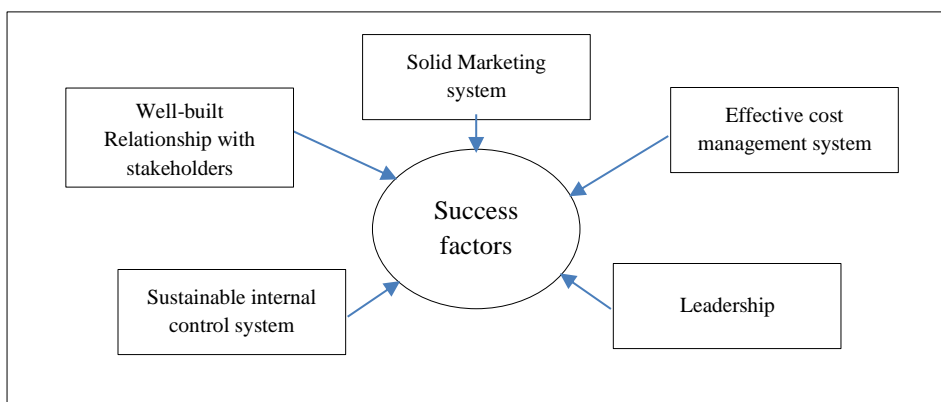 Solid Marketing
system
Well-built
Relationship with
stakeholders
Effective cost
management system
Success
factors
Sustainable internal
control system
Leadership